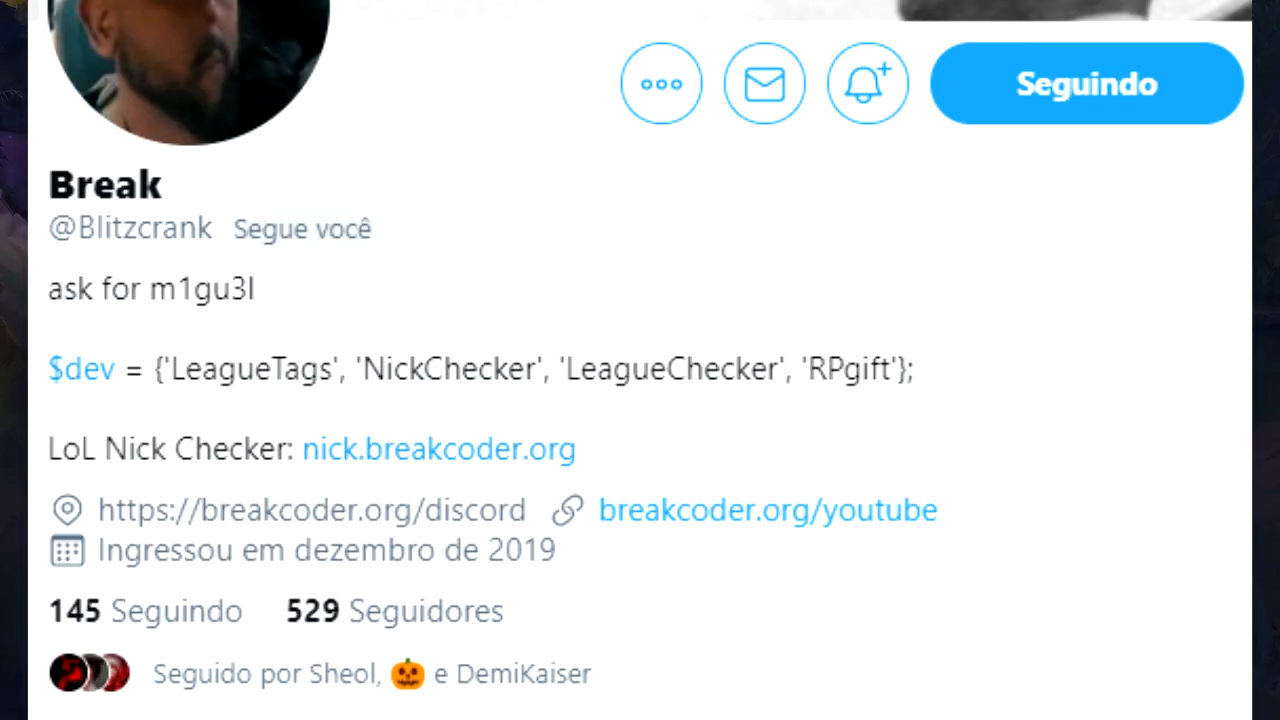 Seguindo
Break
@Blitzcrank Segue você
ask for m1gu3l
$dev = {'LeagueTags', 'NickChecker', 'LeagueChecker', 'RPgift'};
LoL Nick Checker: nick.breakcoder.org
https://breakcoder.org/discord breakcoder.org/youtube
Ingressou em dezembro de 2019
145 Seguindo 529 Seguidores
Seguido por Sheol, 🎃 e DemiKaiser